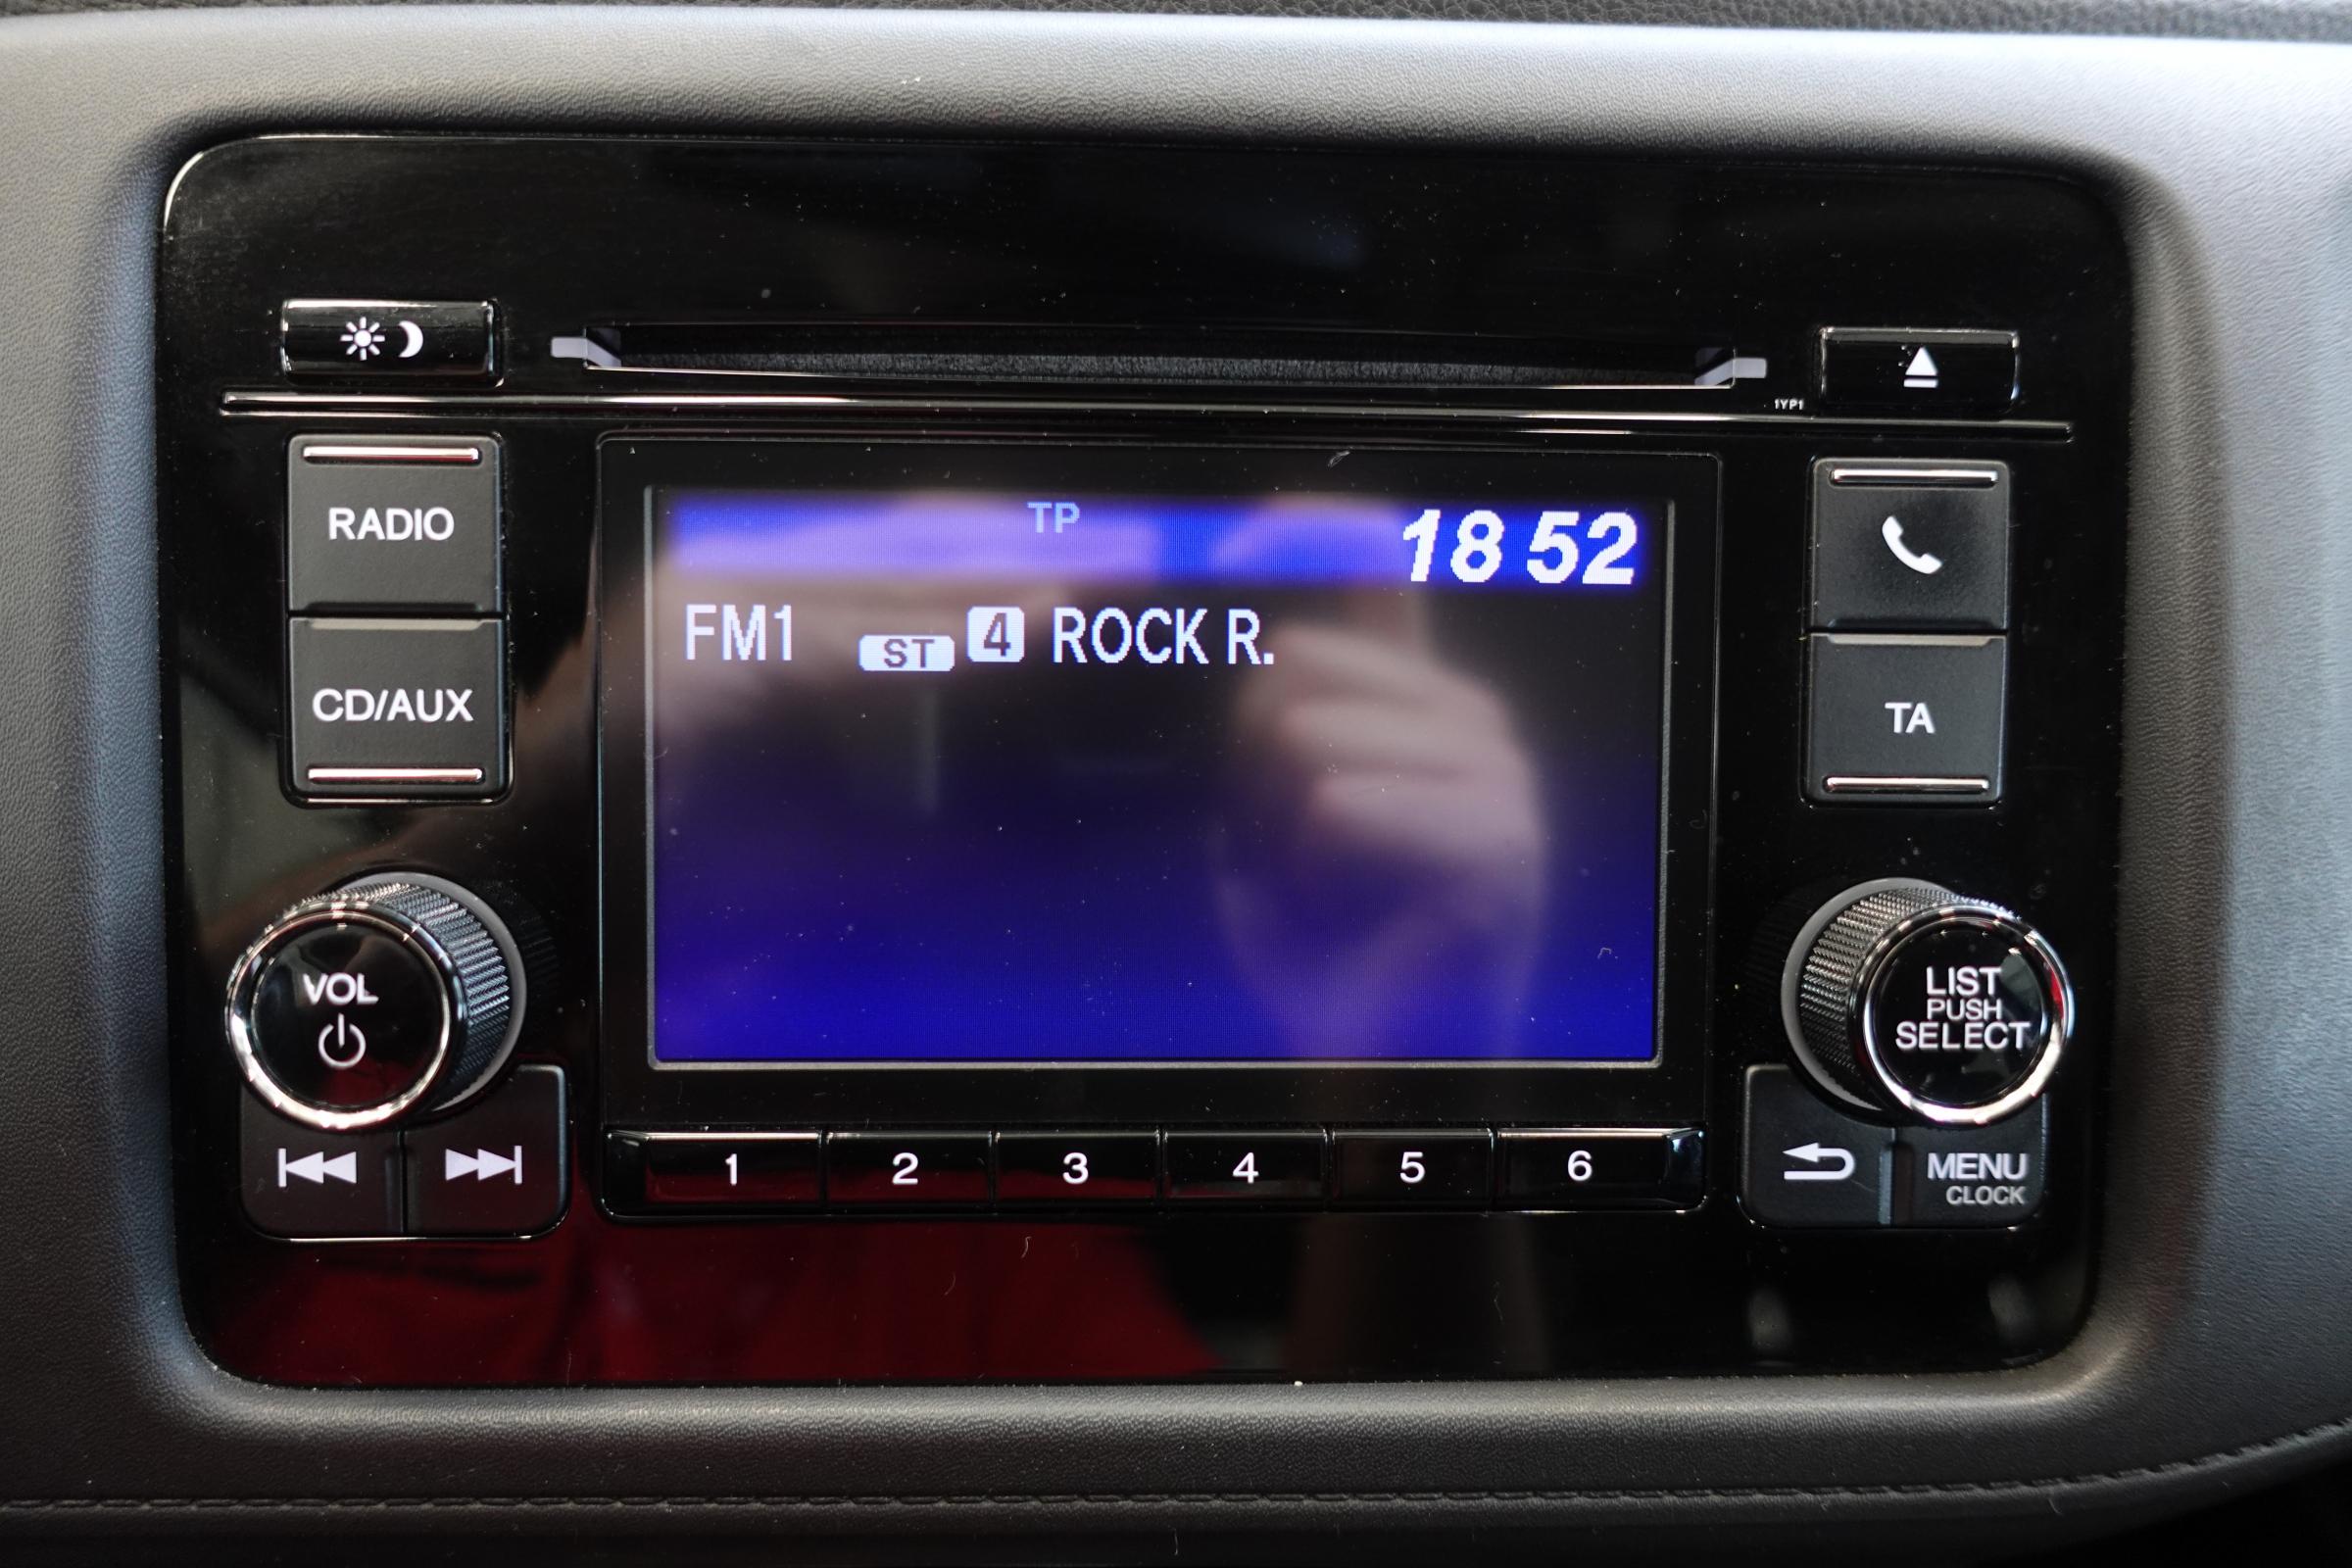 1YP1
RADIO
TP
18 52
FM1 ST 4 ROCK R.
CD/AUX
TA
VOL
LIST
PUSH
SELECT
1 2 3 4 5 6
MENU
CLOCK